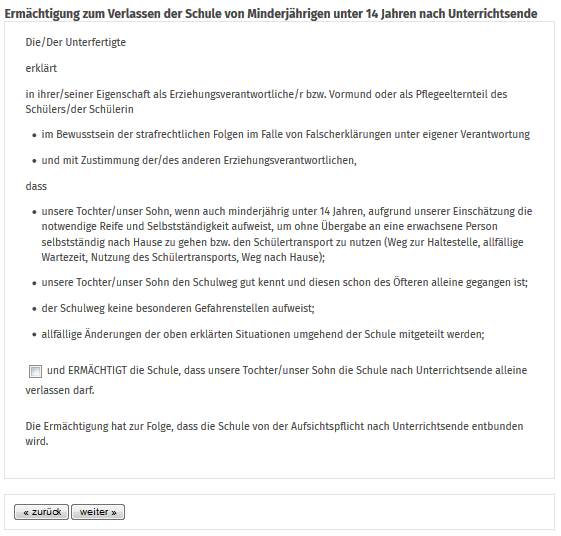 Ermächtigung zum Verlassen der Schule von Minderjährigen unter 14 Jahren nach Unterrichtsende
Die/Der Unterfertigte
erklärt
in ihrer/seiner Eigenschaft als Erziehungsverantwortliche/r bzw. Vormund oder als Pflegeelternteil des
Schülers/der Schülerin
• im Bewusstsein der strafrechtlichen Folgen im Falle von Falscherklärungen unter eigener Verantwortung
• und mit Zustimmung der/des anderen Erziehungsverantwortlichen,
dass
• unsere Tochter/unser Sohn, wenn auch minderjährig unter 14 Jahren, aufgrund unserer Einschätzung die
notwendige Reife und Selbstständigkeit aufweist, um ohne Übergabe an eine erwachsene Person
selbstständig nach Hause zu gehen bzw. den Schülertransport zu nutzen (Weg zur Haltestelle, allfällige
Wartezeit, Nutzung des Schülertransports, Weg nach Hause);
• unsere Tochter/unser Sohn den Schulweg gut kennt und diesen schon des Öfteren alleine gegangen ist;
• der Schulweg keine besonderen Gefahrenstellen aufweist;
• allfällige Änderungen der oben erklärten Situationen umgehend der Schule mitgeteilt werden;
und ERMÄCHTIGT die Schule, dass unsere Tochter/unser Sohn die Schule nach Unterrichtsende alleine
verlassen darf.
Die Ermächtigung hat zur Folge, dass die Schule von der Aufsichtspflicht nach Unterrichtsende entbunden
wird.
« zurück weiter »